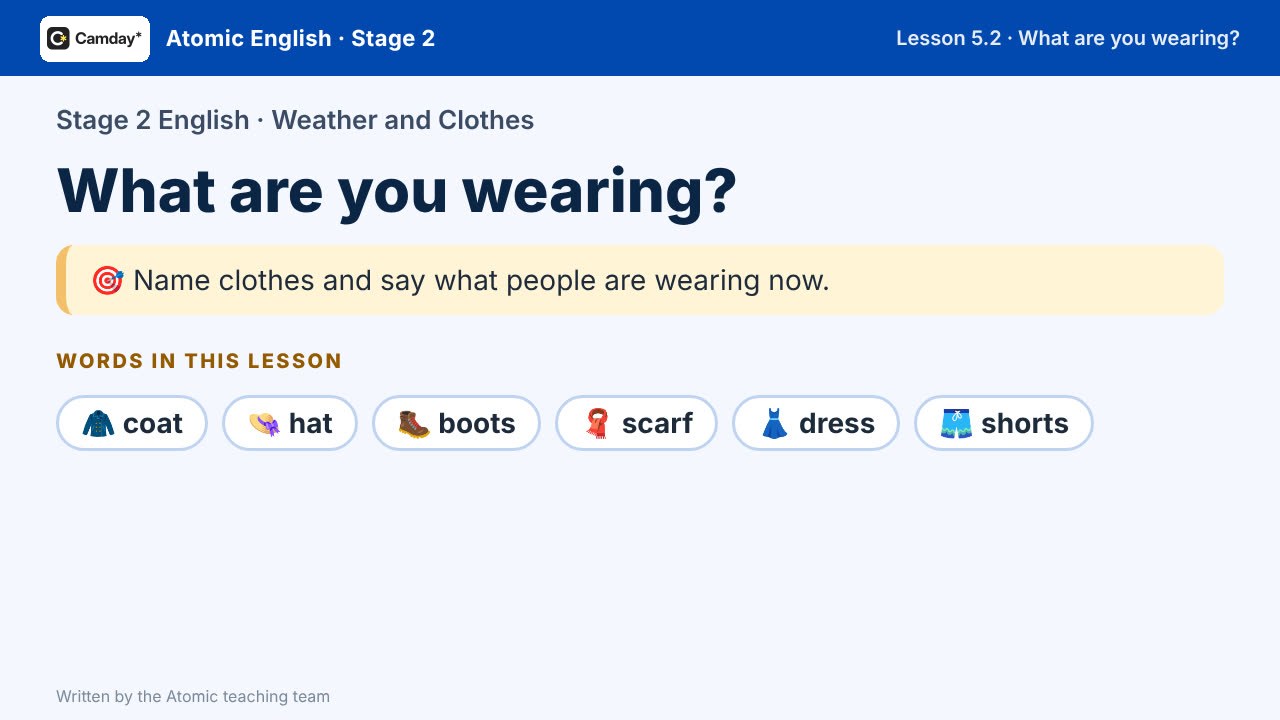 Camday*
Atomic English · Stage 2
Lesson 5.2 · What are you wearing?
Stage 2 English · Weather and Clothes
What are you wearing?
🎯 Name clothes and say what people are wearing now.
WORDS IN THIS LESSON
🧥 coat 👒 hat 🥾 boots 🧣 scarf 👗 dress 🩳 shorts
Written by the Atomic teaching team